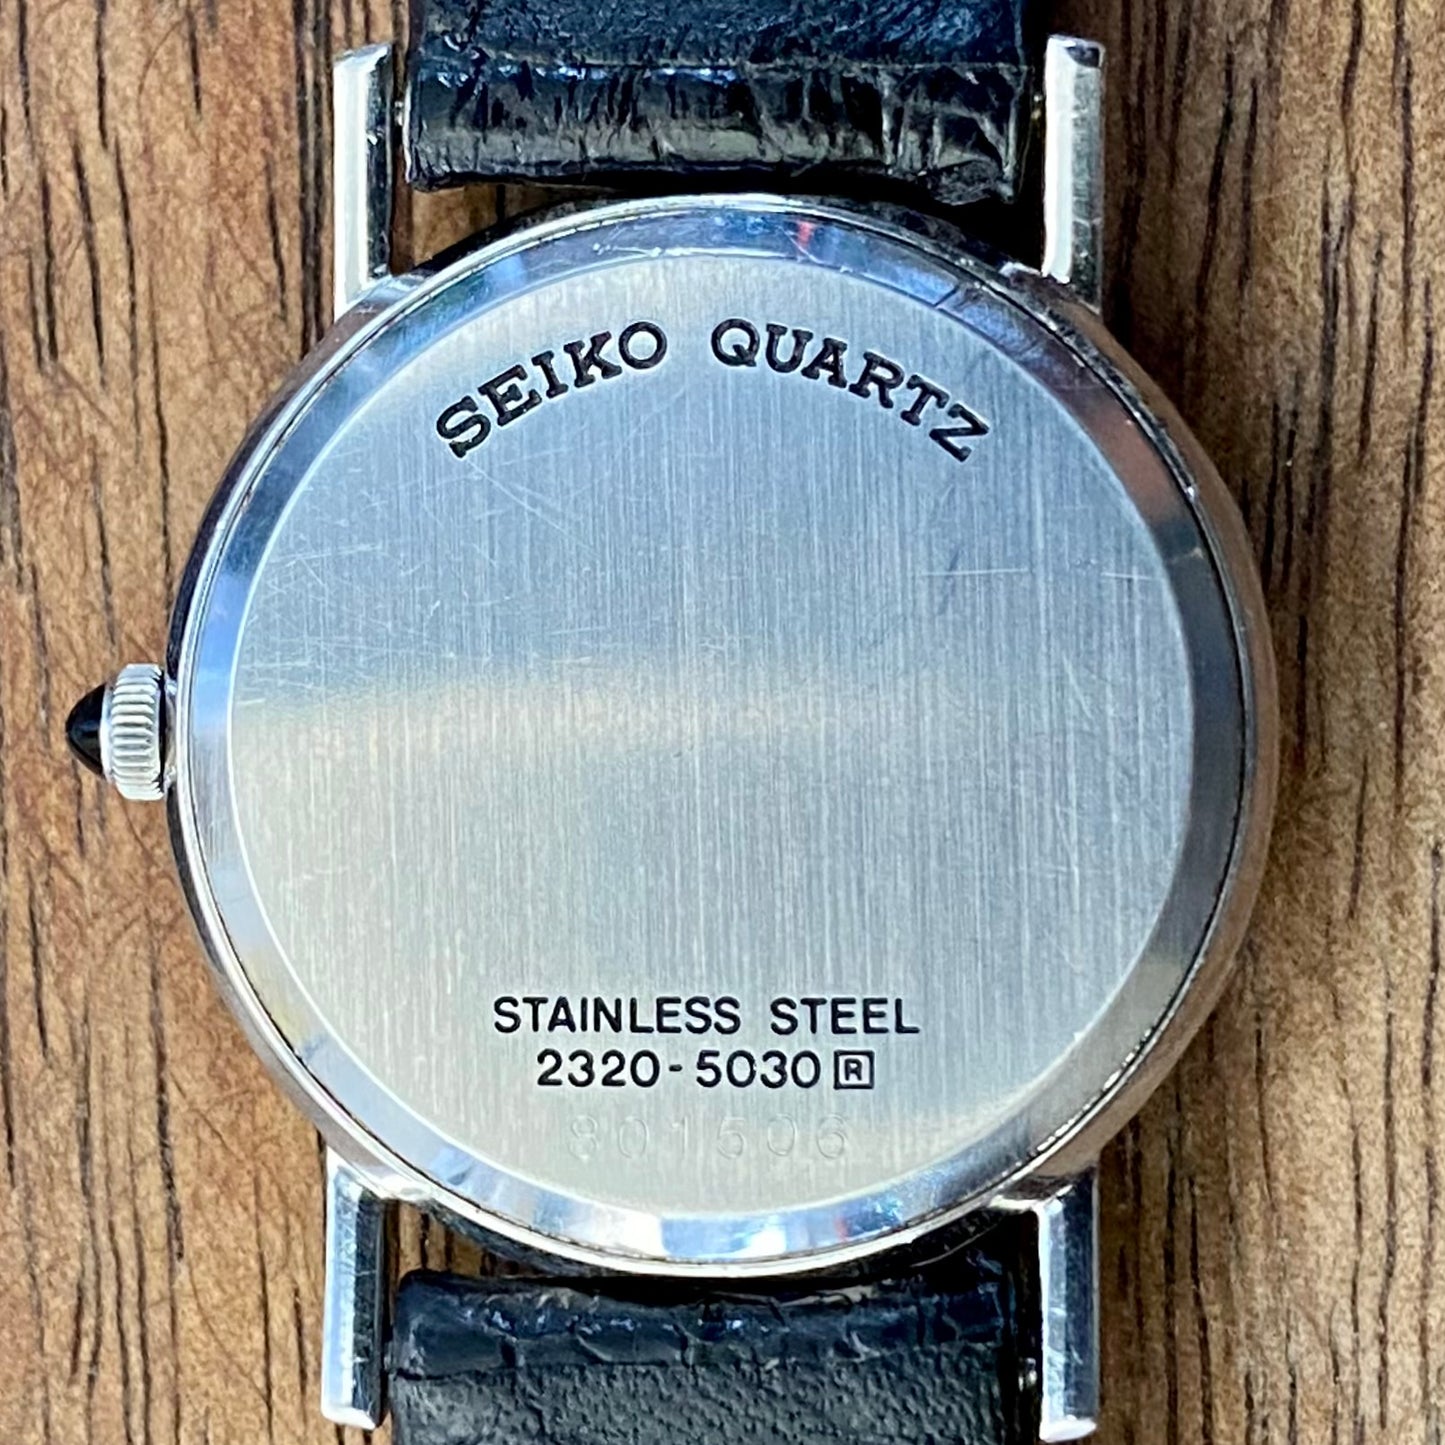 SEIKO QUARTZ
STAINLESS STEEL
2320-5030 R
801506